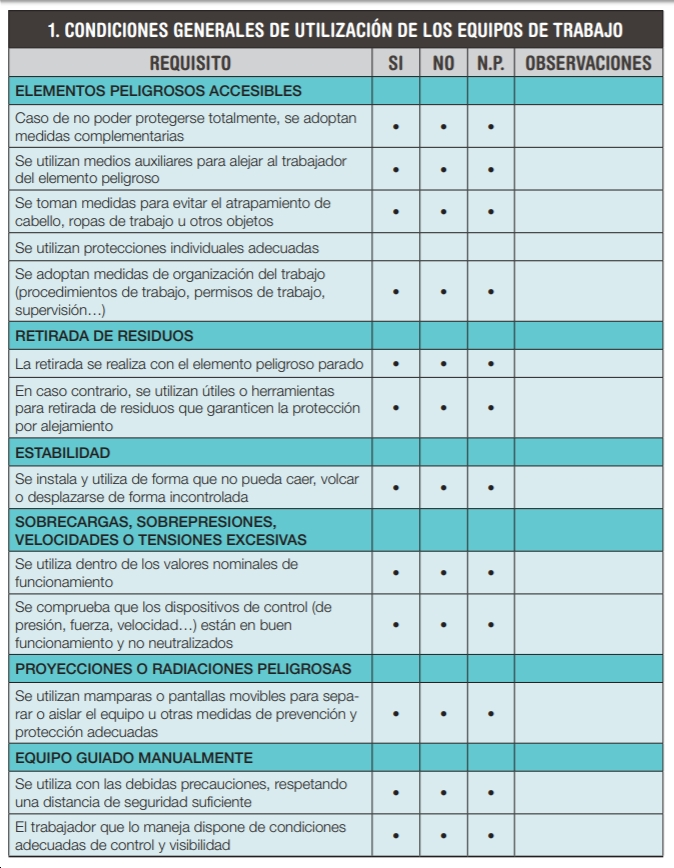 1. CONDICIONES GENERALES DE UTILIZACIÓN DE LOS EQUIPOS DE TRABAJO
REQUISITO SI NO N.P. OBSERVACIONES
ELEMENTOS PELIGROSOS ACCESIBLES
Caso de no poder protegerse totalmente, se adoptan
medidas complementarias • • •
Se utilizan medios auxiliares para alejar al trabajador
del elemento peligroso • • •
Se toman medidas para evitar el atrapamiento de
cabello, ropas de trabajo u otros objetos • • •
Se utilizan protecciones individuales adecuadas
Se adoptan medidas de organización del trabajo
(procedimientos de trabajo, permisos de trabajo, • • •
supervisión…)
RETIRADA DE RESIDUOS
La retirada se realiza con el elemento peligroso parado • • •
En caso contrario, se utilizan útiles o herramientas
para retirada de residuos que garanticen la protección • • •
por alejamiento
ESTABILIDAD
Se instala y utiliza de forma que no pueda caer, volcar
o desplazarse de forma incontrolada • • •
SOBRECARGAS, SOBREPRESIONES,
VELOCIDADES O TENSIONES EXCESIVAS
Se utiliza dentro de los valores nominales de
funcionamiento • • •
Se comprueba que los dispositivos de control (de
presión, fuerza, velocidad…) están en buen • • •
funcionamiento y no neutralizados
PROYECCIONES O RADIACIONES PELIGROSAS
Se utilizan mamparas o pantallas movibles para sepa-
rar o aislar el equipo u otras medidas de prevención y • • •
protección adecuadas
EQUIPO GUIADO MANUALMENTE
Se utiliza con las debidas precauciones, respetando
una distancia de seguridad suficiente • • •
El trabajador que lo maneja dispone de condiciones
adecuadas de control y visibilidad • • •